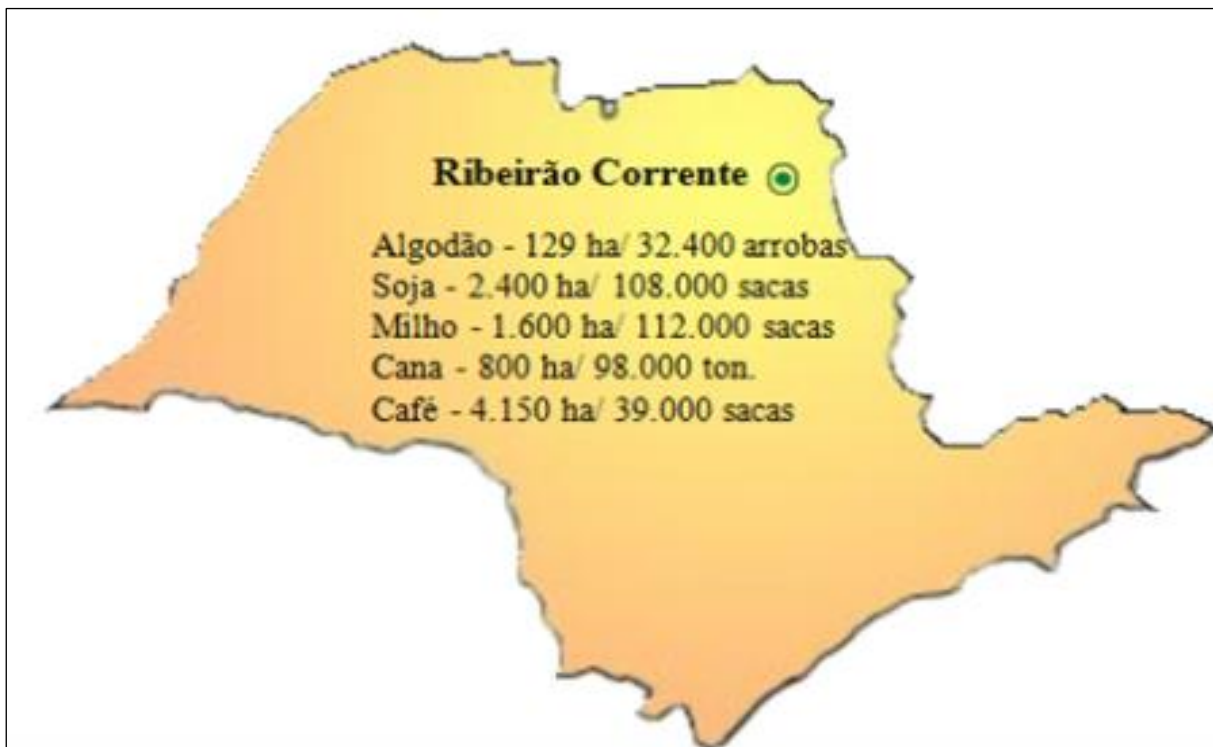 Ribeirão Corrente
Algodão - 129 ha/ 32.400 arrobas
Soja - 2.400 ha/ 108.000 sacas
Milho - 1.600 ha/ 112.000 sacas
Cana - 800 ha/ 98.000 ton.
Café - 4.150 ha/ 39.000 sacas